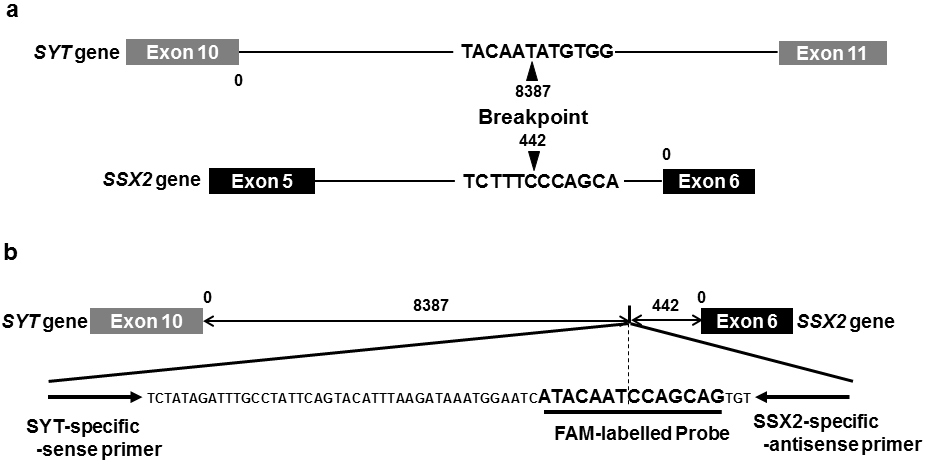 a
SYT gene Exon 10 TACAATATGTGG Exon 11
0
8387
Breakpoint
442
0
SSX2 gene Exon 5 TCTTTCCCAGCA Exon 6
b
0 8387 442 0
SYT gene Exon 10 Exon 6 SSX2 gene
TCTATAGATTTGCCTATTCAGTACATTTAAGATAAATGGAATCATACAATCCAGCAGTGT
SYT-specific
-sense primer
FAM-labelled Probe
SSX2-specific
-antisense primer